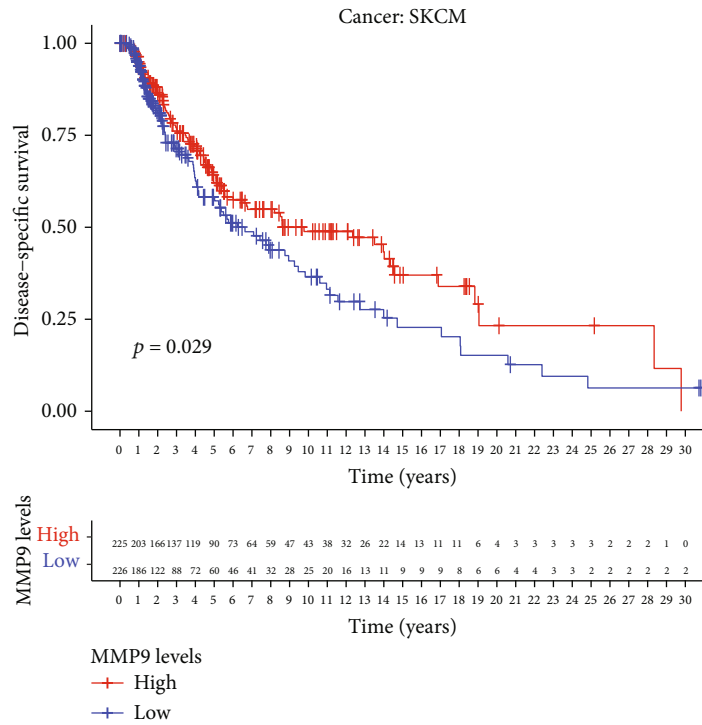 Cancer: SKCM
1.00
0.75
0.50
0.25
0.00
Disease–specific survival
p = 0.029
0 1 2 3 4 5 6 7 8 9 10 11 12 13 14 15 16 17 18 19 20 21 22 23 24 25 26 27 28 29 30
Time (years)
MMP9 levels
High
225 203 166 137 119 90 73 64 59 47 43 38 32 26 22 14 13 11 11 6 4 3 3 3 3 3 2 2 2 1 0
Low
226 186 122 88 72 60 46 41 32 28 25 20 16 13 11 9 9 9 8 6 6 4 4 3 3 2 2 2 2 2 2
0 1 2 3 4 5 6 7 8 9 10 11 12 13 14 15 16 17 18 19 20 21 22 23 24 25 26 27 28 29 30
Time (years)
MMP9 levels
High
Low